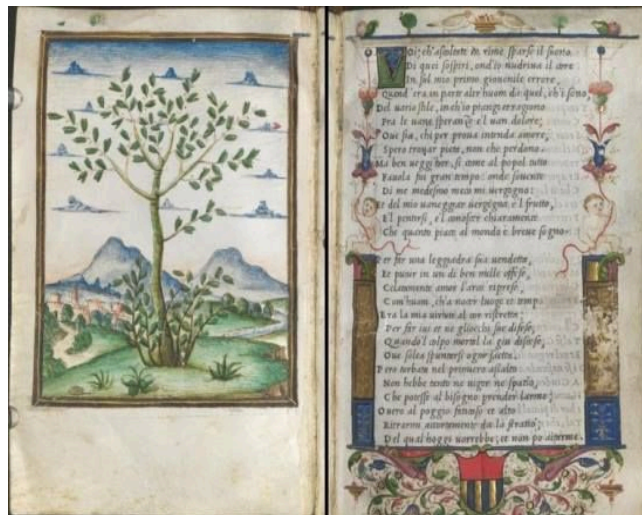 Voi, ch'ascoltate in rime sparse il suono
Di quei sospiri, ond'io nudriva il core
In sul mio primo giovenile errore,
Quand'era in parte altr'huom da quel, ch'i sono
Del vario stile, in ch'io piango et ragiono
Fra le vane speranze e'l van dolore;
Ove sia, chi per prova intenda amore,
Spero trovar pieta, non che perdono.
Ma ben veggi'hor, si come al popol tutto
Favola fui gran tempo: onde sovente
Di me medesmo meco mi vergogno:
Et del mio vaneggiar vergogna e'l frutto,
E'l pentirsi, e'l conoscer chiaramente
Che quanto piace al mondo è breve sogno.
Per far una leggiadra sua vendetta,
Et punir in un di ben mille offese,
Celatamente amor l'arco riprese,
Com'huom, ch'a nocer luogo et tempo
Era la mia virtute al cor ristretta
Per far ivi et ne gliocchi sue difese,
Quando'l colpo mortal la giu discese,
Ove solea spuntarsi ogni saetta.
Pero turbata nel primiero assalto
Non hebbe tanto ne vigor ne spatio,
Che potesse al bisogno prender l'arme:
Overo al poggio faticoso et alto
Ritrarmi accortamente da lo stratio;
Del qual hoggi vorrebbe, et non po aitarme.